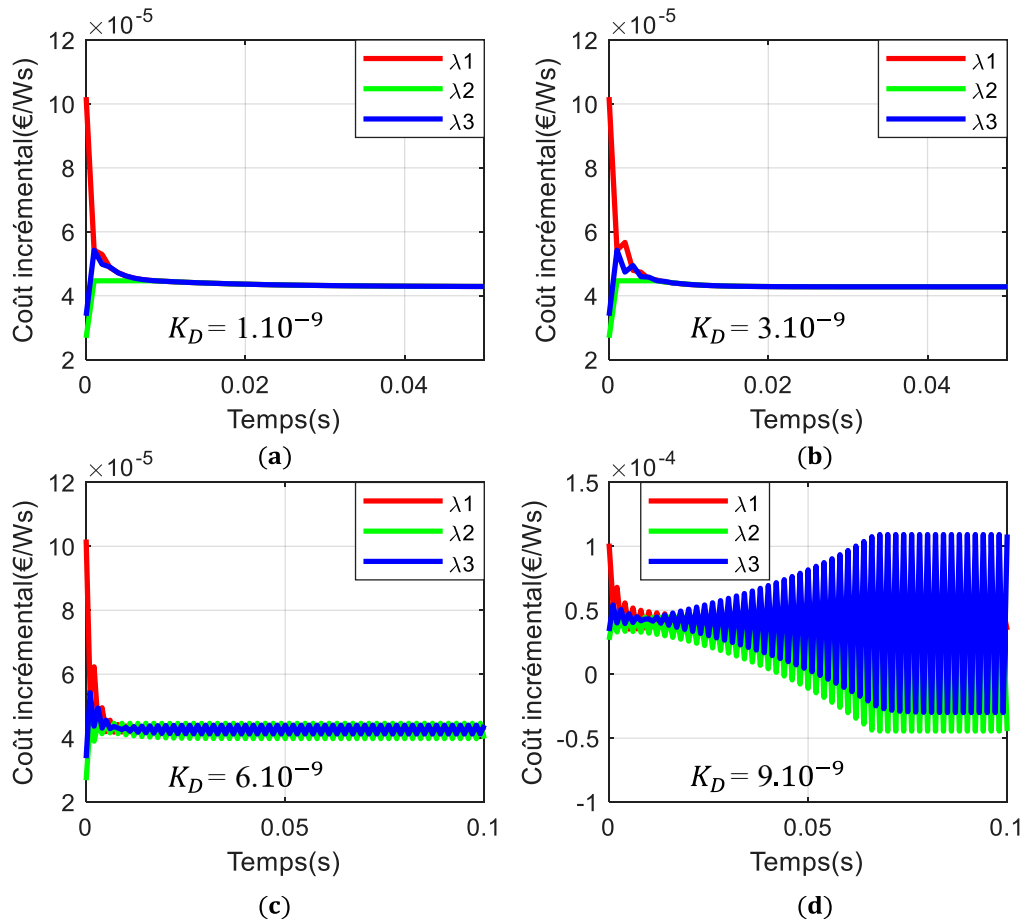 ×10⁻⁵
12
10
8
6
4
2
Coût incrémental(€/Ws)
λ1
λ2
λ3
K_D = 1.10⁻⁹
0
0.02
0.04
Temps(s)
(a)
×10⁻⁵
12
10
8
6
4
2
Coût incrémental(€/Ws)
λ1
λ2
λ3
K_D = 3.10⁻⁹
0
0.02
0.04
Temps(s)
(b)
×10⁻⁵
12
10
8
6
4
2
Coût incrémental(€/Ws)
λ1
λ2
λ3
K_D = 6.10⁻⁹
0
0.05
0.1
Temps(s)
(c)
×10⁻⁴
1.5
1
0.5
0
-0.5
-1
Coût incrémental(€/Ws)
λ1
λ2
λ3
K_D = 9.10⁻⁹
0
0.05
0.1
Temps(s)
(d)